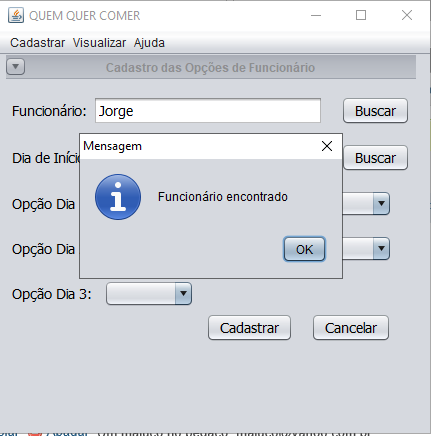 QUEM QUER COMER
Cadastrar Visualizar Ajuda
Cadastro das Opções de Funcionário
Funcionário: Jorge Buscar
Dia de Iníci Buscar
Mensagem
Funcionário encontrado
OK
Opção Dia
Opção Dia
Opção Dia 3:
Cadastrar Cancelar